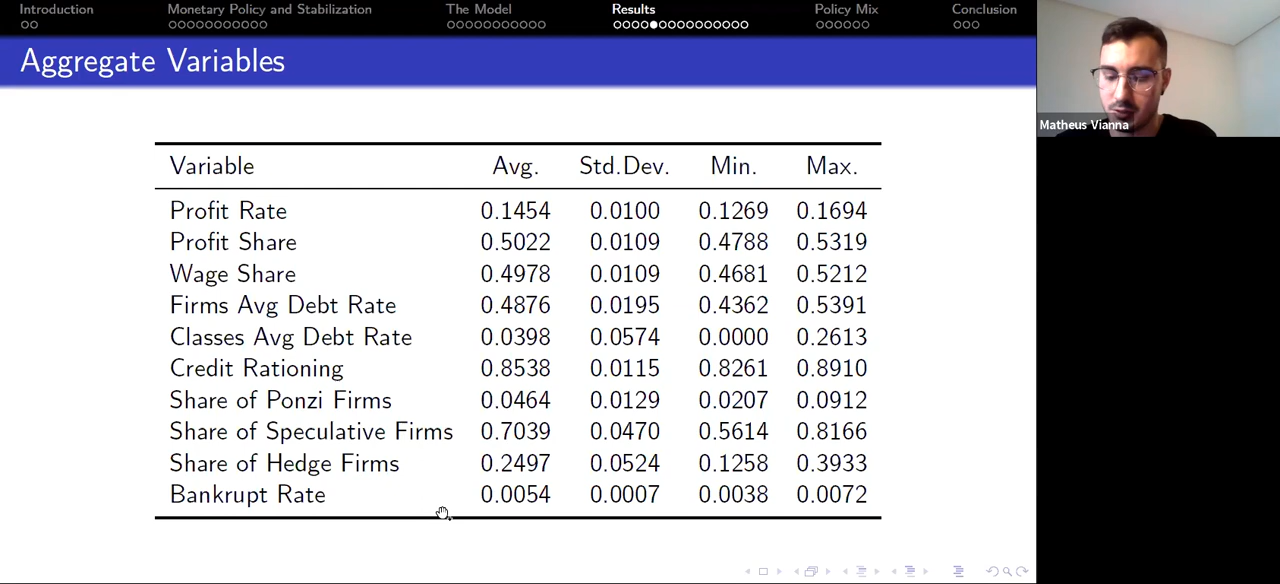 Introduction Monetary Policy and Stabilization The Model Results Policy Mix Conclusion
Aggregate Variables
Matheus Vianna
Variable Avg. Std.Dev. Min. Max.
Profit Rate 0.1454 0.0100 0.1269 0.1694
Profit Share 0.5022 0.0109 0.4788 0.5319
Wage Share 0.4978 0.0109 0.4681 0.5212
Firms Avg Debt Rate 0.4876 0.0195 0.4362 0.5391
Classes Avg Debt Rate 0.0398 0.0574 0.0000 0.2613
Credit Rationing 0.8538 0.0115 0.8261 0.8910
Share of Ponzi Firms 0.0464 0.0129 0.0207 0.0912
Share of Speculative Firms 0.7039 0.0470 0.5614 0.8166
Share of Hedge Firms 0.2497 0.0524 0.1258 0.3933
Bankrupt Rate 0.0054 0.0007 0.0038 0.0072